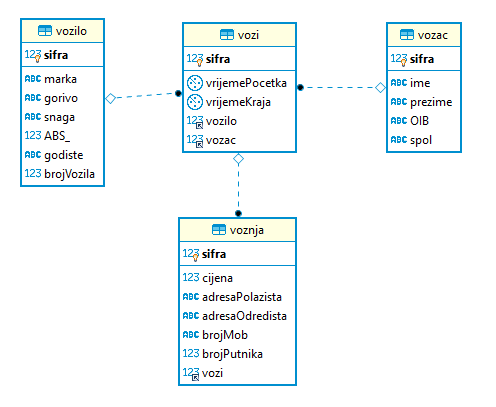 vozilo
123 sifra
ABC marka
ABC gorivo
ABC snaga
123 ABS_
ABC godiste
123 brojVozila
vozi
123 sifra
vrijemePocetka
vrijemeKraja
123 vozilo
123 vozac
vozac
123 sifra
ABC ime
ABC prezime
ABC OIB
ABC spol
voznja
123 sifra
123 cijena
ABC adresaPolazista
ABC adresaOdredista
ABC brojMob
123 brojPutnika
123 vozi